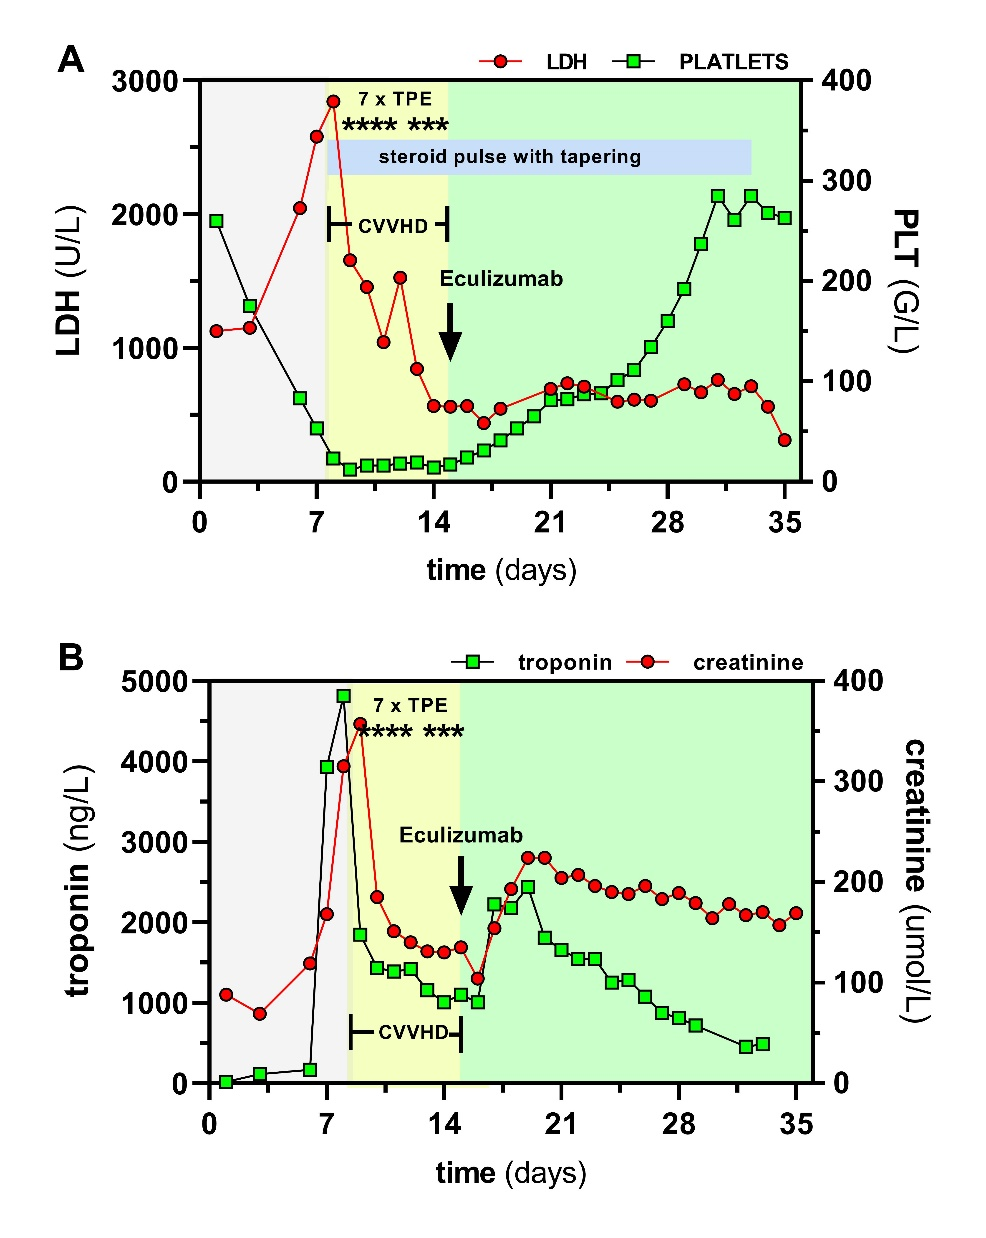 A
LDH PLATLETS
3000 400
7 x TPE
**** ***
steroid pulse with tapering
300
2000
CVVHD
LDH (U/L)
PLT (G/L)
Eculizumab
200
1000
100
0 0
0 7 14 21 28 35
time (days)
B
troponin creatinine
5000 400
7 x TPE
**** ***
4000
300
Eculizumab
3000
troponin (ng/L)
creatinine (umol/L)
200
2000
1000 100
CVVHD
0 0
0 7 14 21 28 35
time (days)